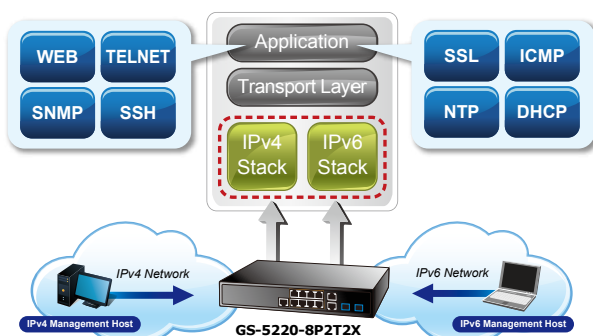 WEB
TELNET
SNMP
SSH
Application
Transport Layer
IPv4
Stack
IPv6
Stack
SSL
ICMP
NTP
DHCP
IPv4 Network
IPv4 Management Host
IPv6 Network
IPv6 Management Host
GS-5220-8P2T2X